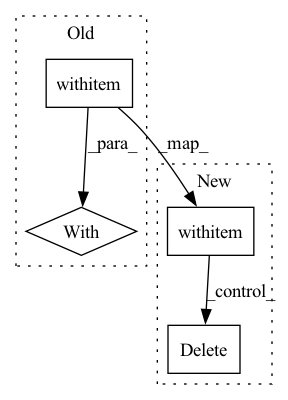 Old
withitem
_para_
_map_
New
With
withitem
_control_
Delete